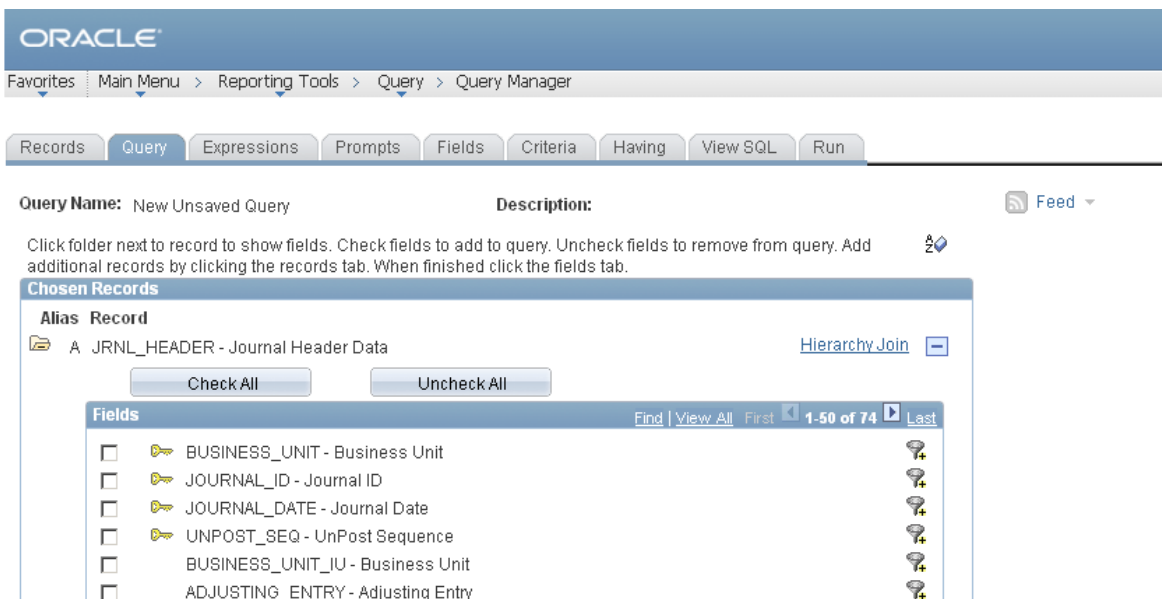 ORACLE
Favorites Main Menu > Reporting Tools > Query > Query Manager
Records Query Expressions Prompts Fields Criteria Having View SQL Run
Query Name: New Unsaved Query Description: Feed
Click folder next to record to show fields. Check fields to add to query. Uncheck fields to remove from query. Add
additional records by clicking the records tab. When finished click the fields tab.
Chosen Records
Alias Record
A JRNL_HEADER - Journal Header Data Hierarchy Join
Check All Uncheck All
Fields Find | View All First 1-50 of 74 Last
BUSINESS_UNIT - Business Unit
JOURNAL_ID - Journal ID
JOURNAL_DATE - Journal Date
UNPOST_SEQ - UnPost Sequence
BUSINESS_UNIT_IU - Business Unit
ADJUSTING_ENTRY - Adjusting Entry